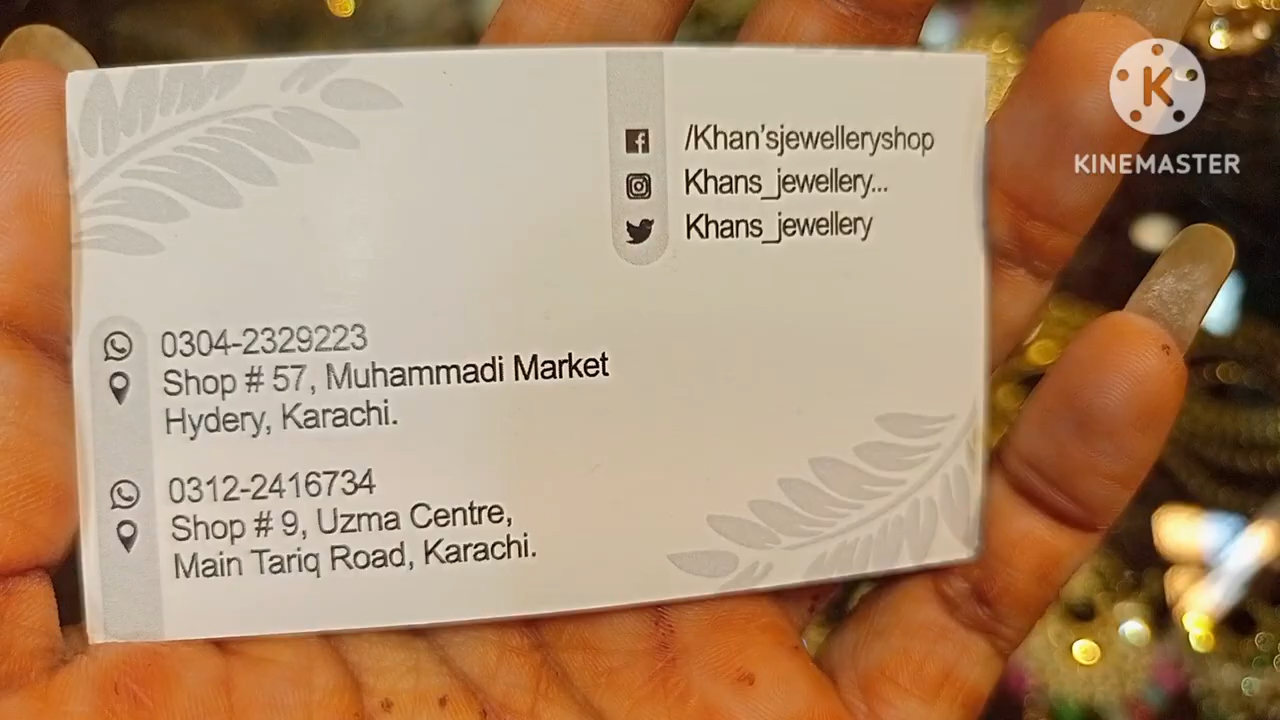 /Khan'sjewelleryshop
Khans_jewellery...
Khans_jewellery
0304-2329223
Shop # 57, Muhammadi Market
Hydery, Karachi.
0312-2416734
Shop # 9, Uzma Centre,
Main Tariq Road, Karachi.
K
KINEMASTER